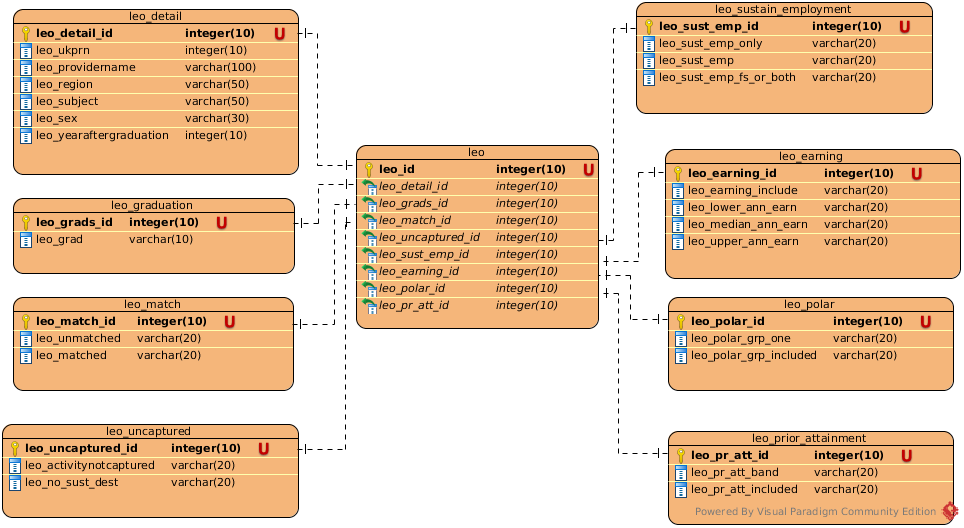 leo_detail
leo_detail_id integer(10) U
leo_ukprn integer(10)
leo_providername varchar(100)
leo_region varchar(50)
leo_subject varchar(50)
leo_sex varchar(30)
leo_yearaftergraduation integer(10)
leo_graduation
leo_grads_id integer(10) U
leo_grad varchar(10)
leo_match
leo_match_id integer(10) U
leo_unmatched varchar(20)
leo_matched varchar(20)
leo_uncaptured
leo_uncaptured_id integer(10) U
leo_activitynotcaptured varchar(20)
leo_no_sust_dest varchar(20)
leo
leo_id integer(10) U
leo_detail_id integer(10)
leo_grads_id integer(10)
leo_match_id integer(10)
leo_uncaptured_id integer(10)
leo_sust_emp_id integer(10)
leo_earning_id integer(10)
leo_polar_id integer(10)
leo_pr_att_id integer(10)
leo_sustain_employment
leo_sust_emp_id integer(10) U
leo_sust_emp_only varchar(20)
leo_sust_emp varchar(20)
leo_sust_emp_fs_or_both varchar(20)
leo_earning
leo_earning_id integer(10) U
leo_earning_include varchar(20)
leo_lower_ann_earn varchar(20)
leo_median_ann_earn varchar(20)
leo_upper_ann_earn varchar(20)
leo_polar
leo_polar_id integer(10) U
leo_polar_grp_one varchar(20)
leo_polar_grp_included varchar(20)
leo_prior_attainment
leo_pr_att_id integer(10) U
leo_pr_att_band varchar(20)
leo_pr_att_included varchar(20)
Powered By Visual Paradigm Community Edition